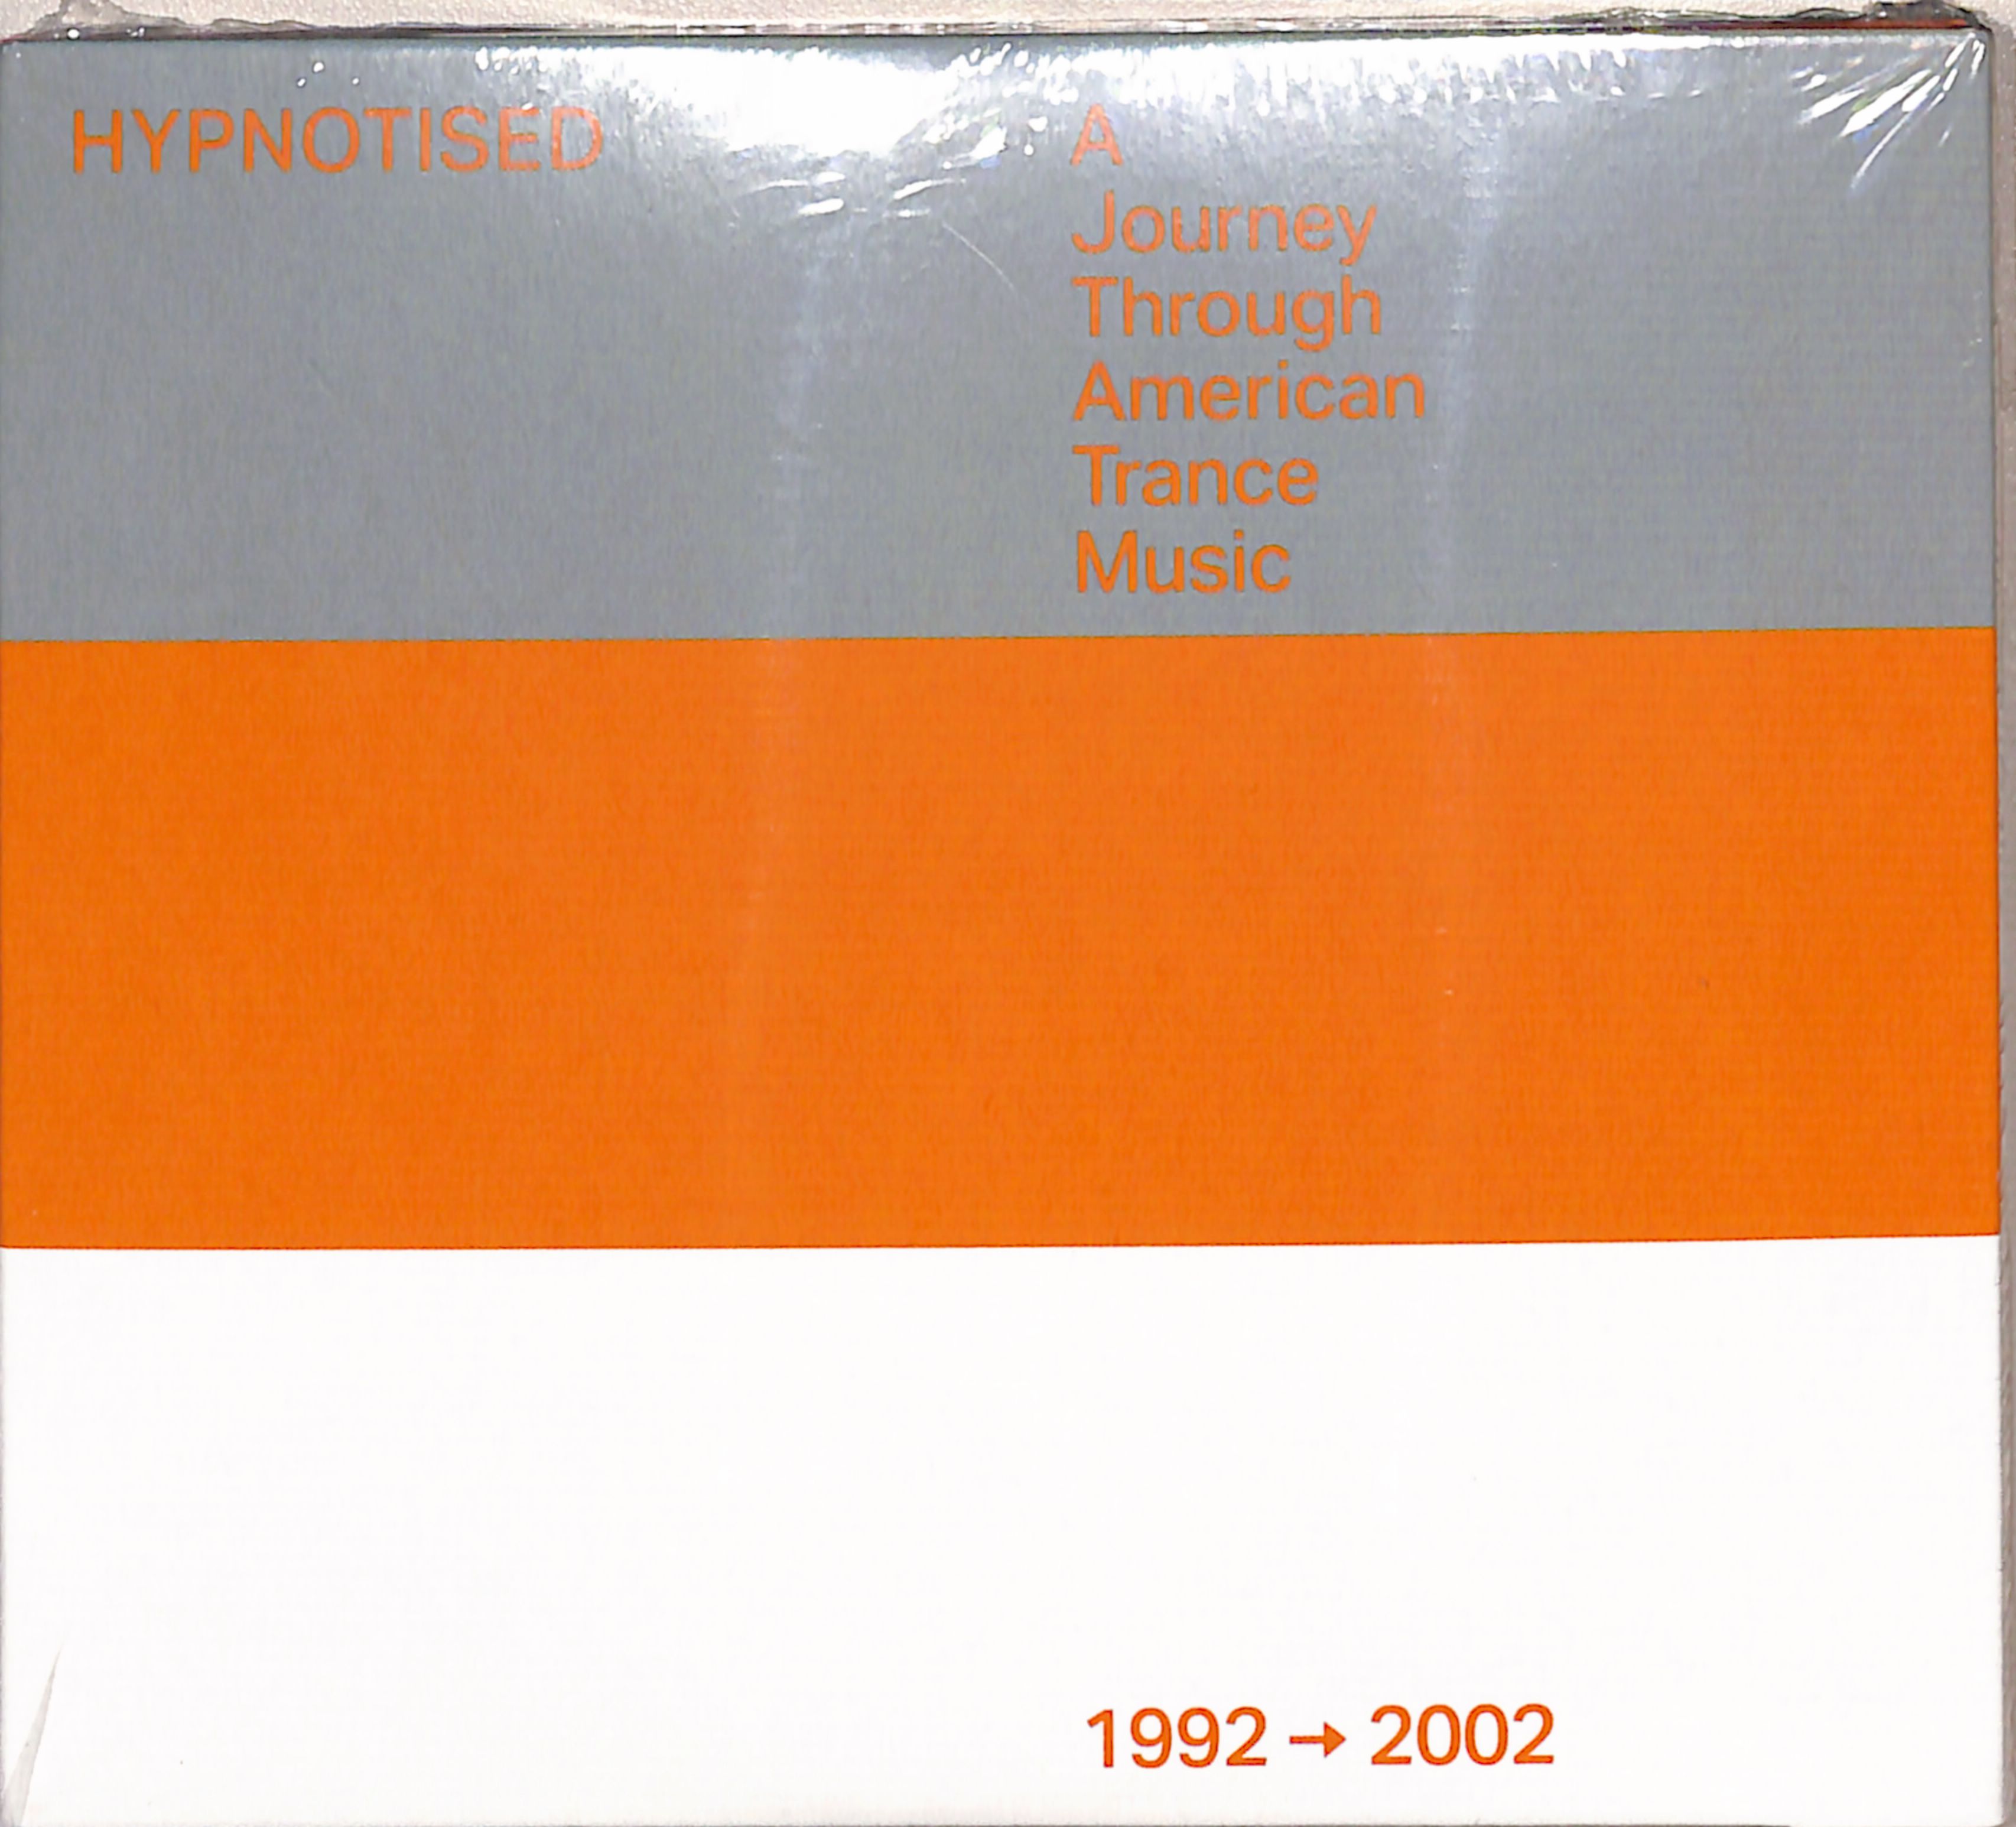 HYPNOTISED
A
Journey
Through
American
Trance
Music
1992 → 2002